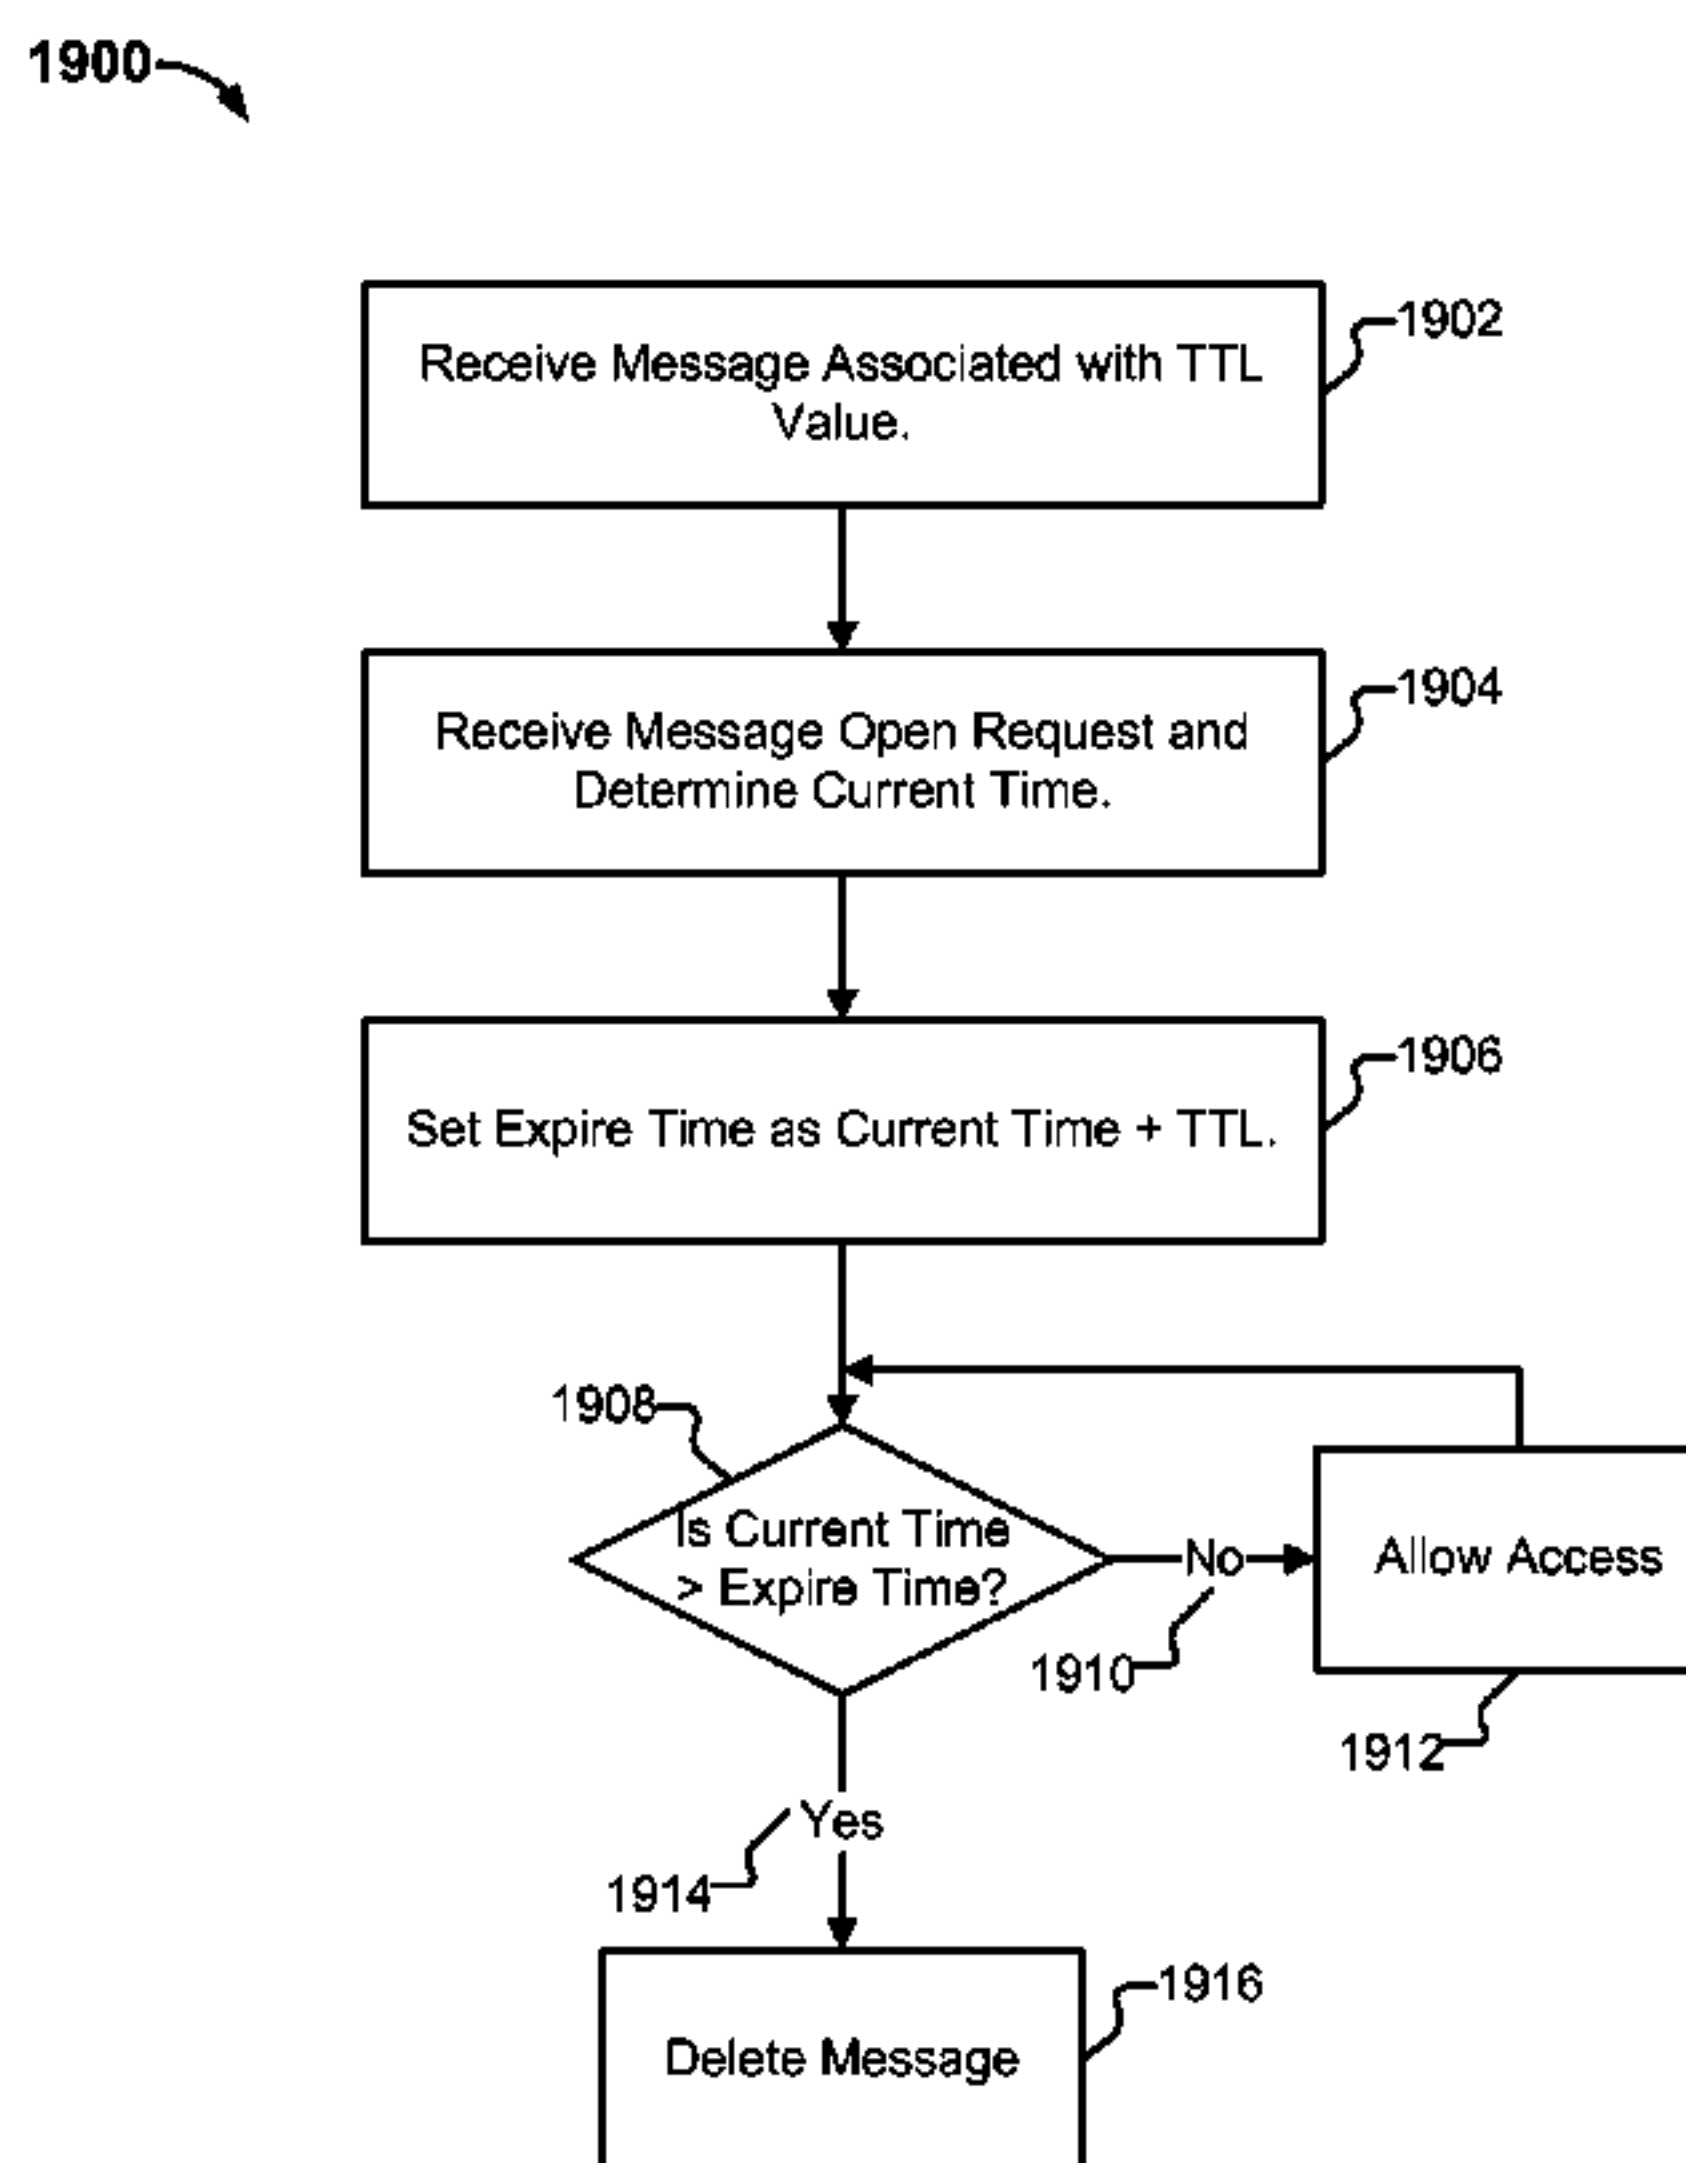 1900
Receive Message Associated with TTL
Value.
1902
Receive Message Open Request and
Determine Current Time.
1904
Set Expire Time as Current Time + TTL.
1906
1908
Is Current Time
> Expire Time?
No
1910
Allow Access
1912
Yes
1914
Delete Message
1916